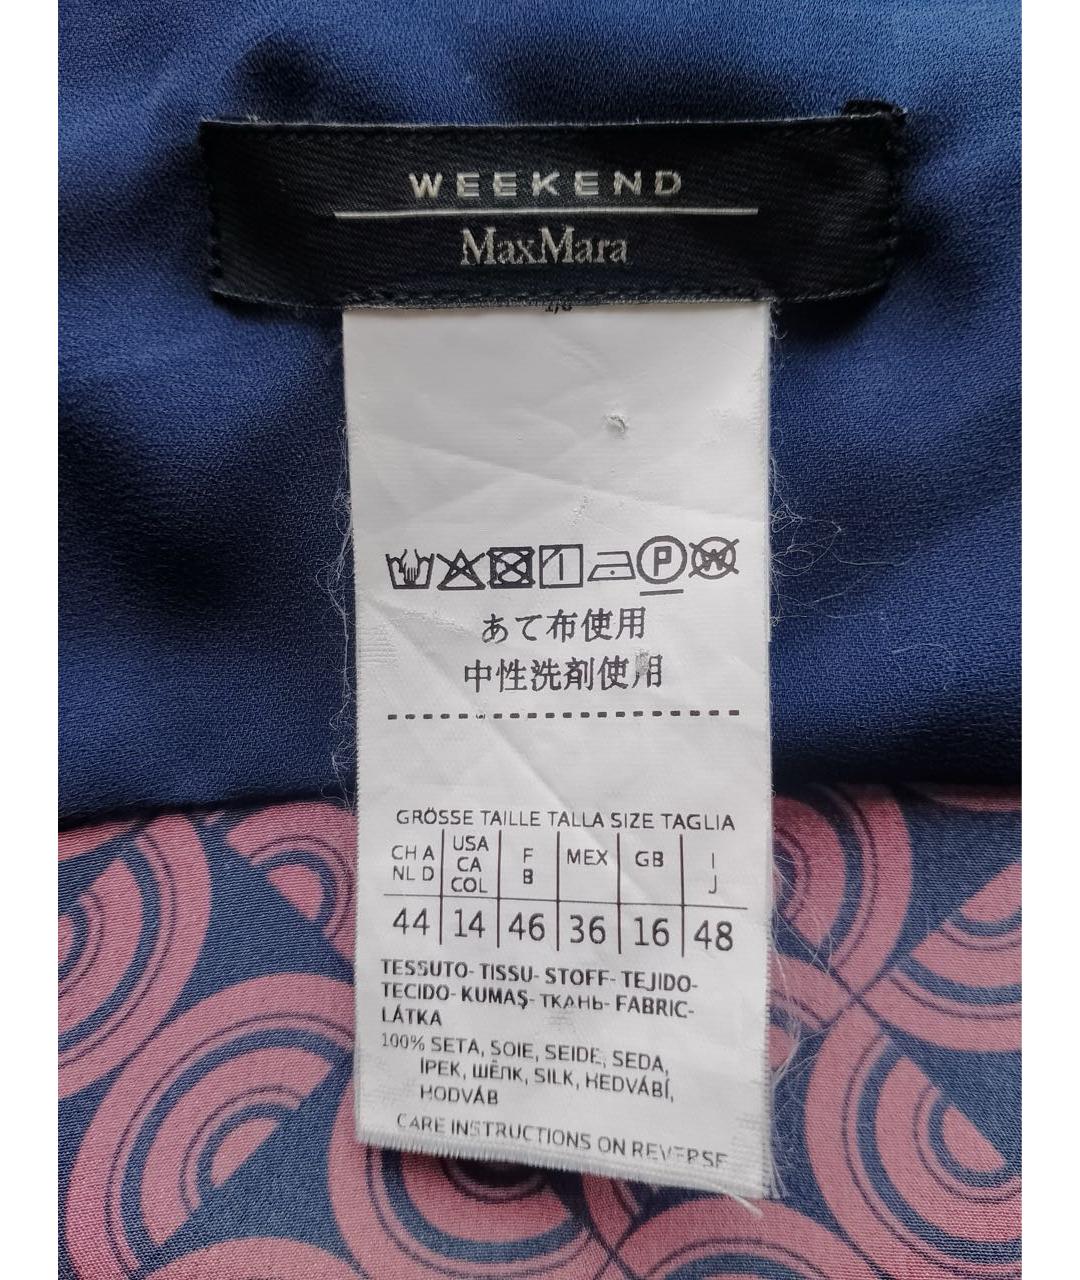 WEEKEND
MaxMara
P W
あて布使用
中性洗剤使用
GRÖSSE TAILLE TALLA SIZE TAGLIA
CH A NL D USA CA COL F B MEX GB I J
44 14 46 36 16 48
TESSUTO- TISSU- STOFF- TEJIDO-
TECIDO- KUMAŞ- ТКАНЬ- FABRIC-
LÁTKA
100% SETA, SOIE, SEIDE, SEDA,
İPEK, ШЁЛК, SILK, HEDVÁBÍ,
HODVÁB
CARE INSTRUCTIONS ON REVERSE